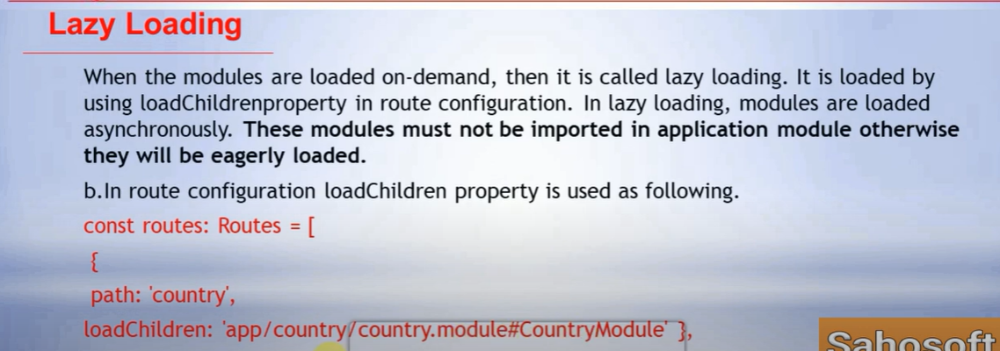 Lazy Loading
When the modules are loaded on-demand, then it is called lazy loading. It is loaded by
using loadChildrenproperty in route configuration. In lazy loading, modules are loaded
asynchronously. These modules must not be imported in application module otherwise
they will be eagerly loaded.
b.In route configuration loadChildren property is used as following.
const routes: Routes = [
{
path: 'country',
loadChildren: 'app/country/country.module#CountryModule' },
Sahosoft